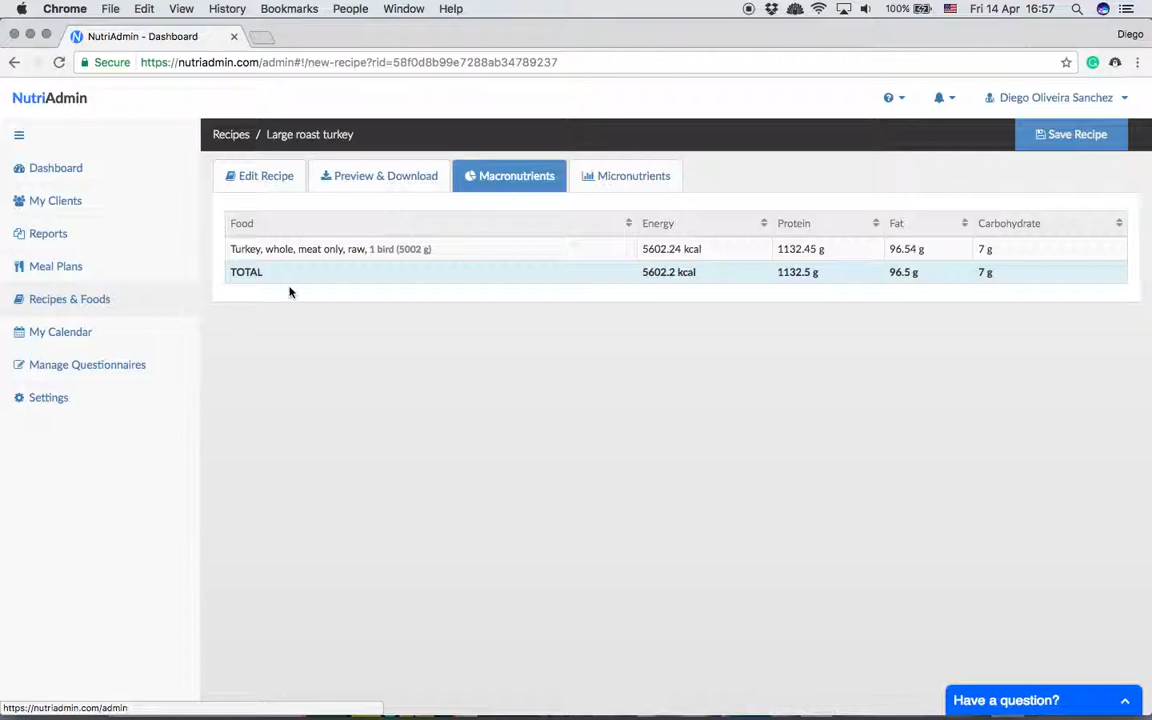 Chrome File Edit View History Bookmarks People Window Help 100% Fri 14 Apr 16:57
NutriAdmin - Dashboard Diego
Secure https://nutriadmin.com/admin#!/new-recipe?rid=58f0d8b99e7288ab34789237
NutriAdmin Diego Oliveira Sanchez
Recipes / Large roast turkey Save Recipe
Dashboard
My Clients
Reports
Meal Plans
Recipes & Foods
My Calendar
Manage Questionnaires
Settings
Edit Recipe Preview & Download Macronutrients Micronutrients
Food Energy Protein Fat Carbohydrate
Turkey, whole, meat only, raw, 1 bird (5002 g) 5602.24 kcal 1132.45 g 96.54 g 7 g
TOTAL 5602.2 kcal 1132.5 g 96.5 g 7 g
https://nutriadmin.com/admin
Have a question?